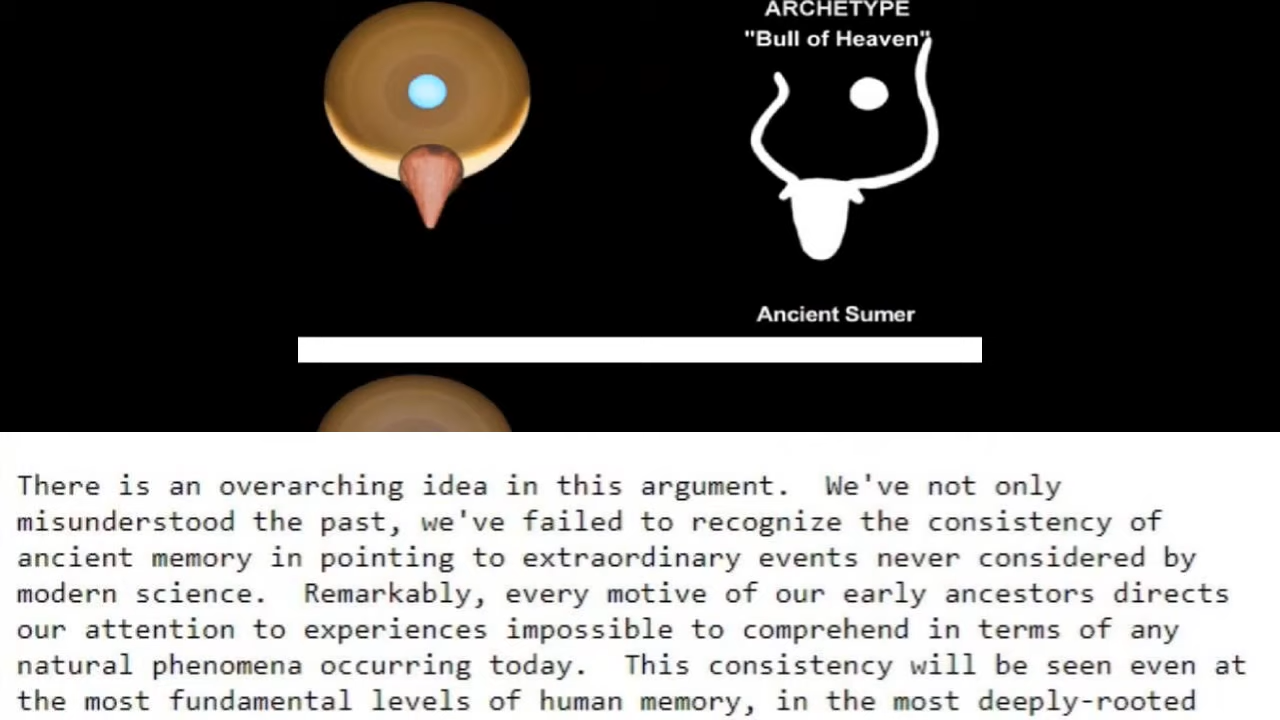 ARCHETYPE
"Bull of Heaven"
Ancient Sumer
There is an overarching idea in this argument.  We've not only
misunderstood the past, we've failed to recognize the consistency of
ancient memory in pointing to extraordinary events never considered by
modern science.  Remarkably, every motive of our early ancestors directs
our attention to experiences impossible to comprehend in terms of any
natural phenomena occurring today.  This consistency will be seen even at
the most fundamental levels of human memory, in the most deeply-rooted